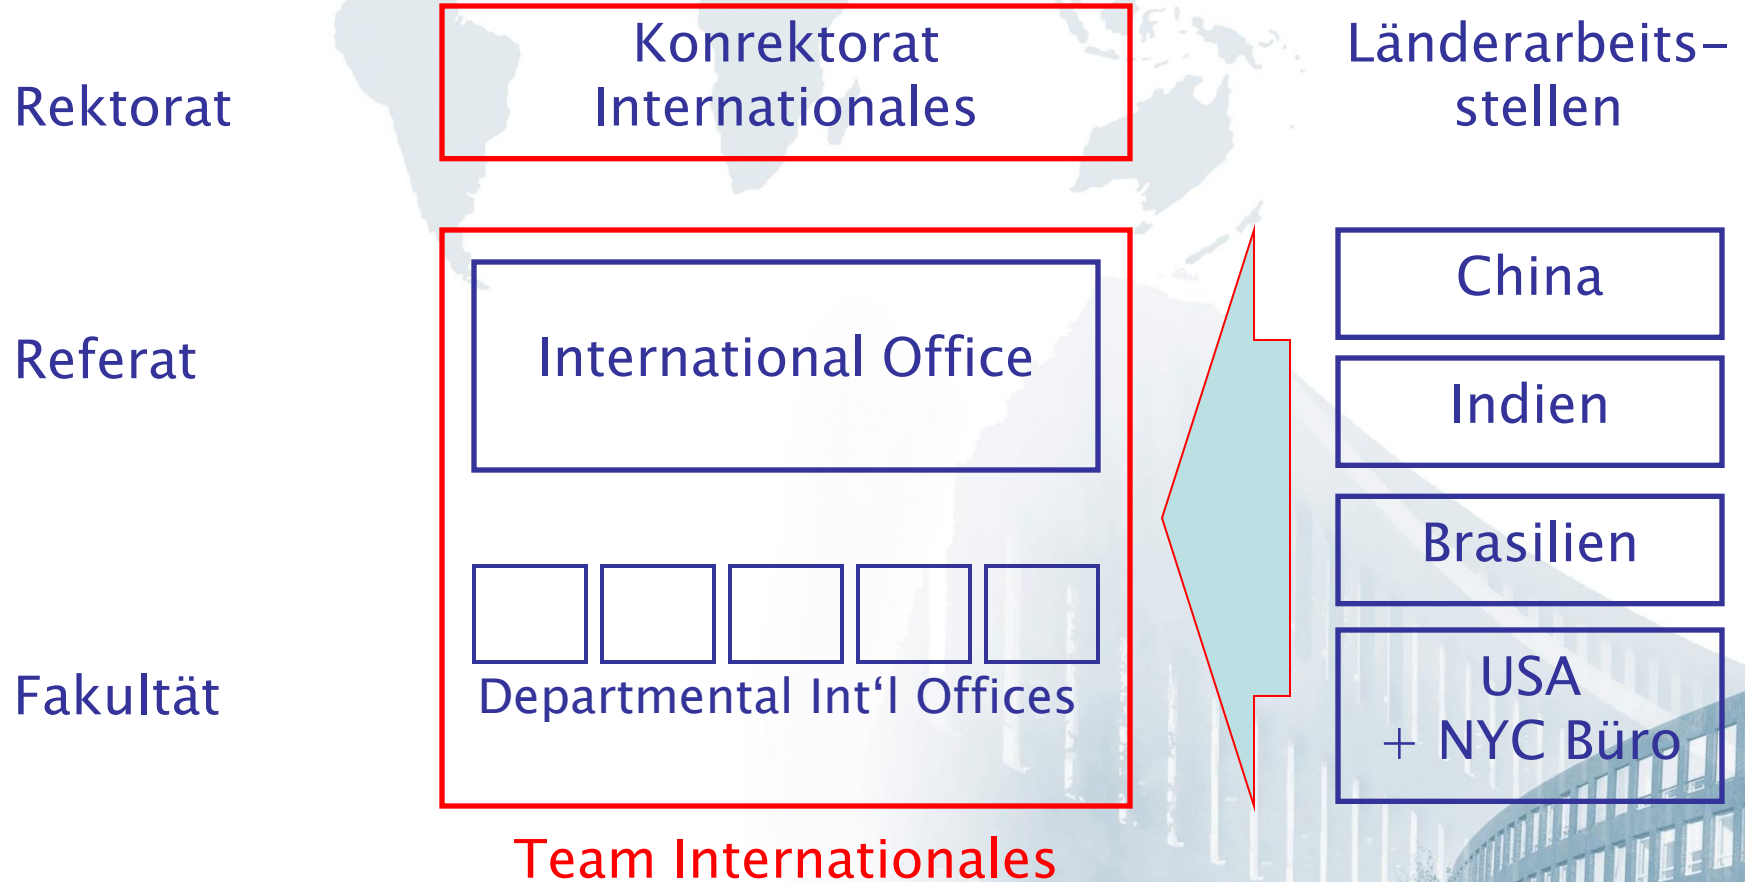 Rektorat
Konrektorat
Internationales
Länderarbeits-
stellen
Referat
International Office
China
Indien
Brasilien
Fakultät
Departmental Int‘l Offices
USA
+ NYC Büro
Team Internationales